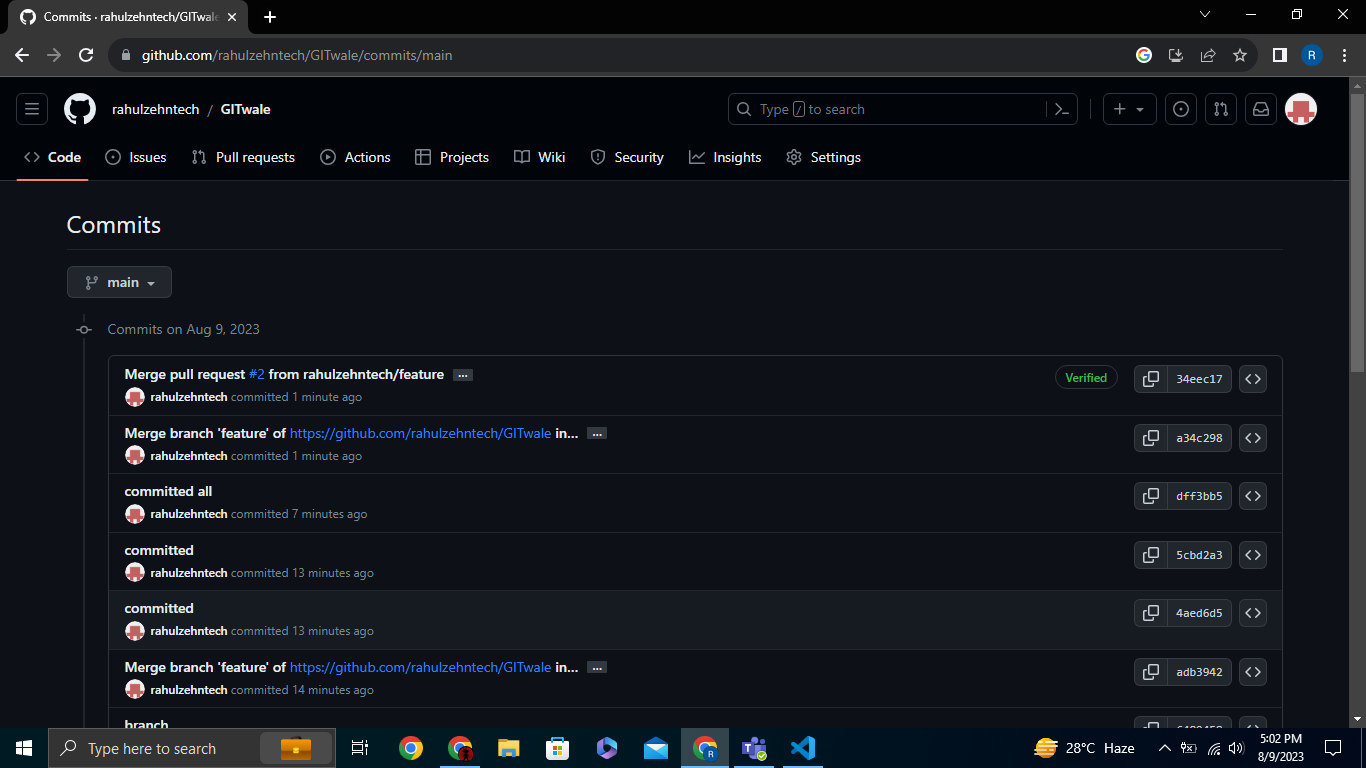 Commits · rahulzehntech/GITwale
github.com/rahulzehntech/GITwale/commits/main
R
rahulzehntech / GITwale
Type / to search
Code Issues Pull requests Actions Projects Wiki Security Insights Settings
Commits
main
Commits on Aug 9, 2023
Merge pull request #2 from rahulzehntech/feature …
Verified
34eec17
rahulzehntech committed 1 minute ago
Merge branch 'feature' of https://github.com/rahulzehntech/GITwale in… …
a34c298
rahulzehntech committed 1 minute ago
committed all
dff3bb5
rahulzehntech committed 7 minutes ago
committed
5cbd2a3
rahulzehntech committed 13 minutes ago
committed
4aed6d5
rahulzehntech committed 13 minutes ago
Merge branch 'feature' of https://github.com/rahulzehntech/GITwale in… …
adb3942
rahulzehntech committed 14 minutes ago
branch
Type here to search
28°C Haze
5:02 PM
8/9/2023